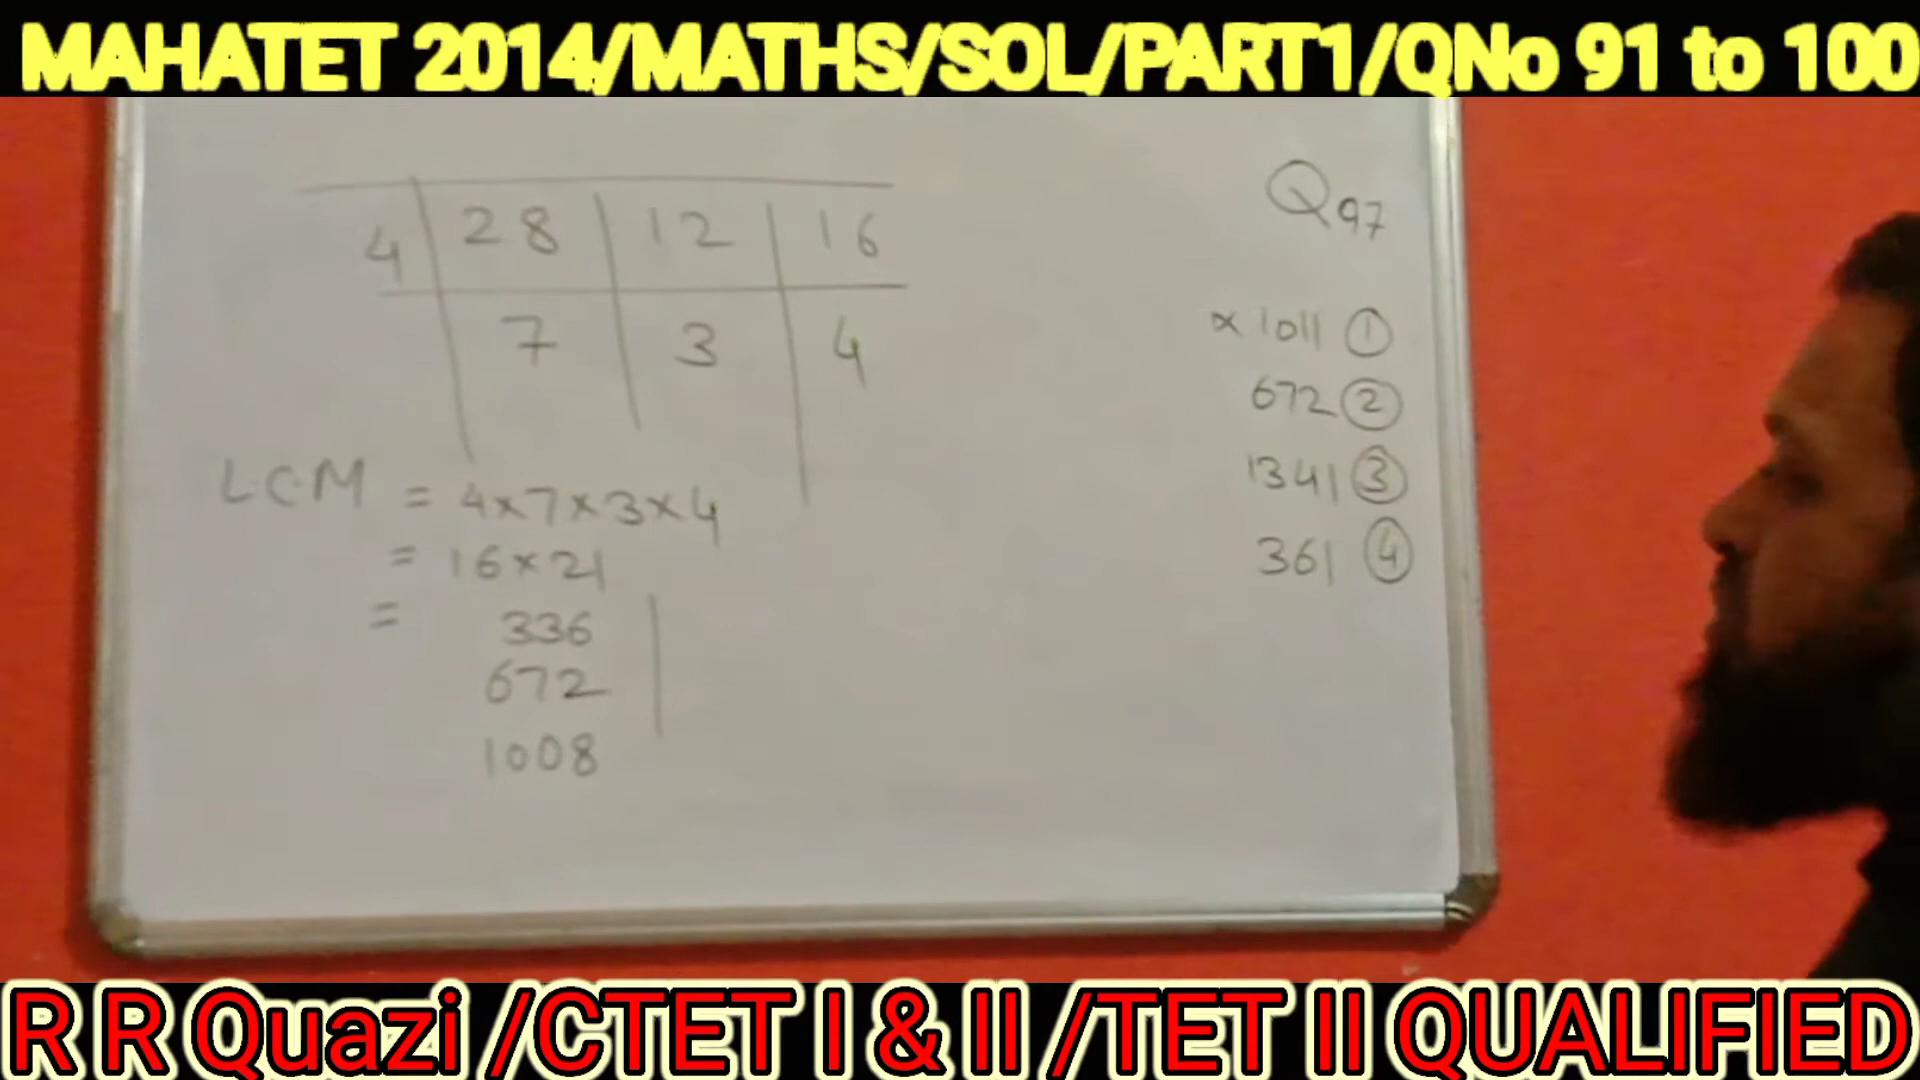 MAHATET 2014/MATHS/SOL/PART1/QNo 91 to 100
4 28 12 16
7 3 4
L.C.M = 4×7×3×4
= 16×21
= 336
672
1008
Q97
× 1011 ①
672 ②
1341 ③
361 ④
R R Quazi /CTET I & II /TET II QUALIFIED